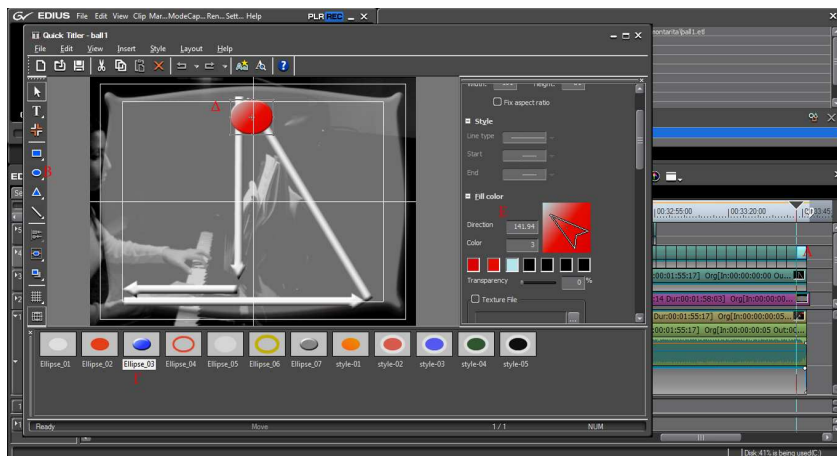 EDIUS File Edit View Clip Mar...ModeCap...Ren... Sett... Help PLR REC
Quick Titler - ball1
File Edit View Insert Style Layout Help
T
Δ
B
Fix aspect ratio
Style
Line type
Start
End
Fill color
Direction 141.94
Color 3
Transparency 0 %
Texture File
Ellipse_01 Ellipse_02 Ellipse_03 Ellipse_04 Ellipse_05 Ellipse_06 Ellipse_07 style-01 style-02 style-03 style-04 style-05
Ready Move 1/1 NUM
00:32:55:00 00:33:20:00
A
:00:01:55:17] Org[In:00:00:00:00 Ou...
:14 Dur:00:01:58:03] Org[In:00:00:00...
Dur:00:01:55:17] Org[In:00:00:00:05...
:00:01:55:17] Org[In:00:00:00:05 Out:00...
Disk:41% is being used(C:)